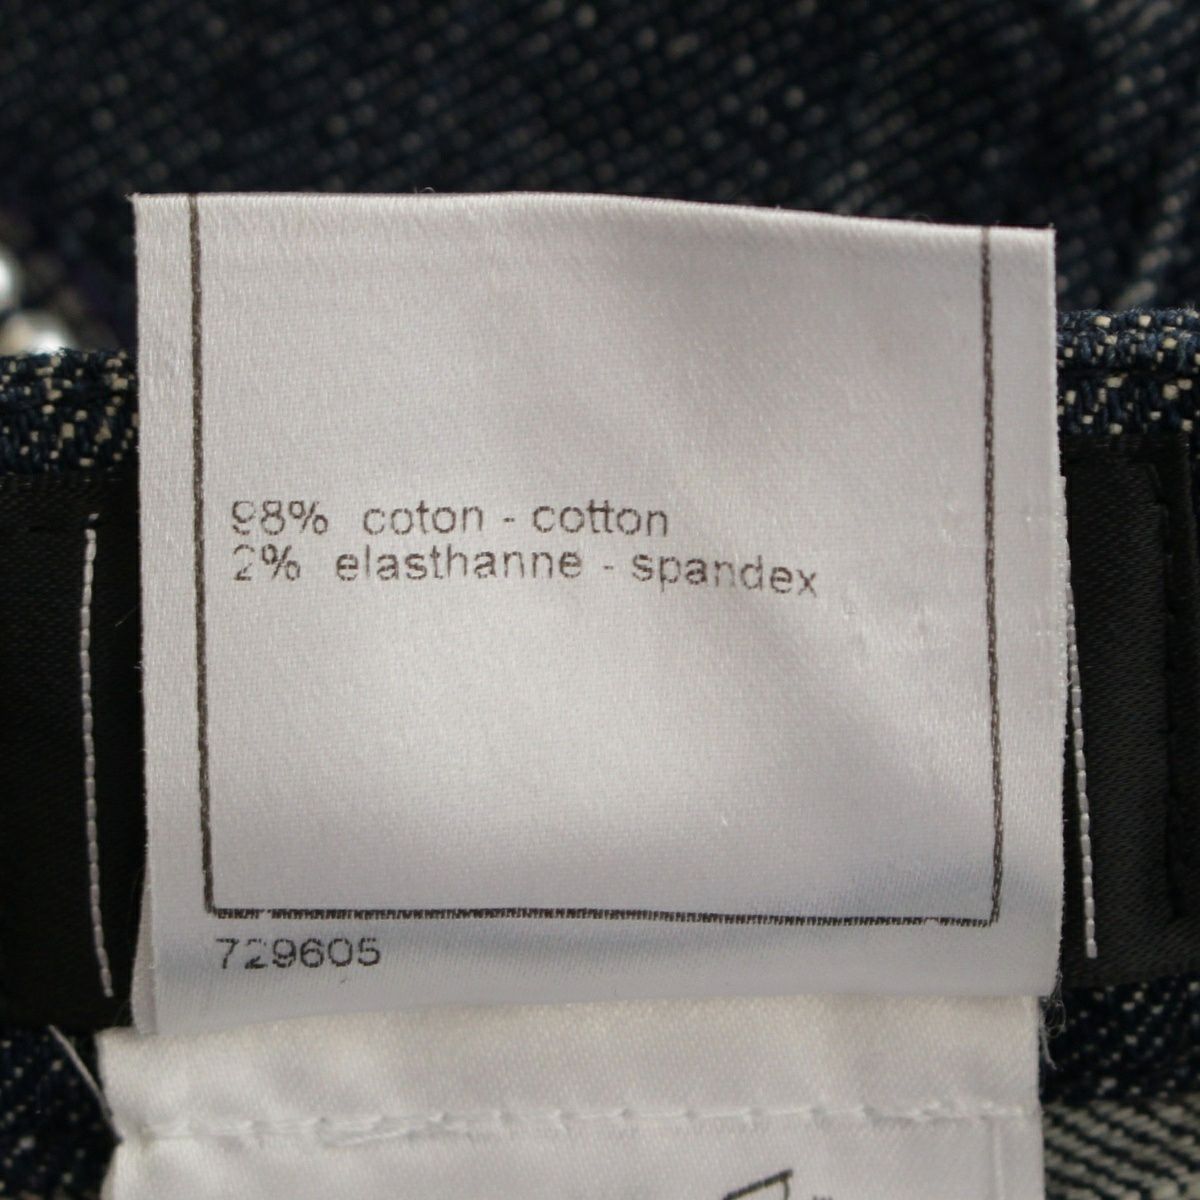 98% coton - cotton
2% elasthanne - spandex
729605